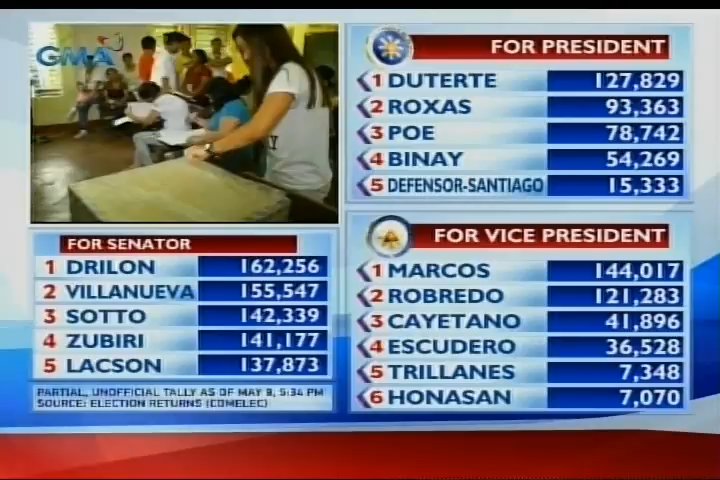 GMA
FOR PRESIDENT
1 DUTERTE 127,829
2 ROXAS 93,363
3 POE 78,742
4 BINAY 54,269
5 DEFENSOR-SANTIAGO 15,333
FOR SENATOR
1 DRILON 162,256
2 VILLANUEVA 155,547
3 SOTTO 142,339
4 ZUBIRI 141,177
5 LACSON 137,873
PARTIAL, UNOFFICIAL TALLY AS OF MAY 9, 5:34 PM
SOURCE: ELECTION RETURNS (COMELEC)
FOR VICE PRESIDENT
1 MARCOS 144,017
2 ROBREDO 121,283
3 CAYETANO 41,896
4 ESCUDERO 36,528
5 TRILLANES 7,348
6 HONASAN 7,070